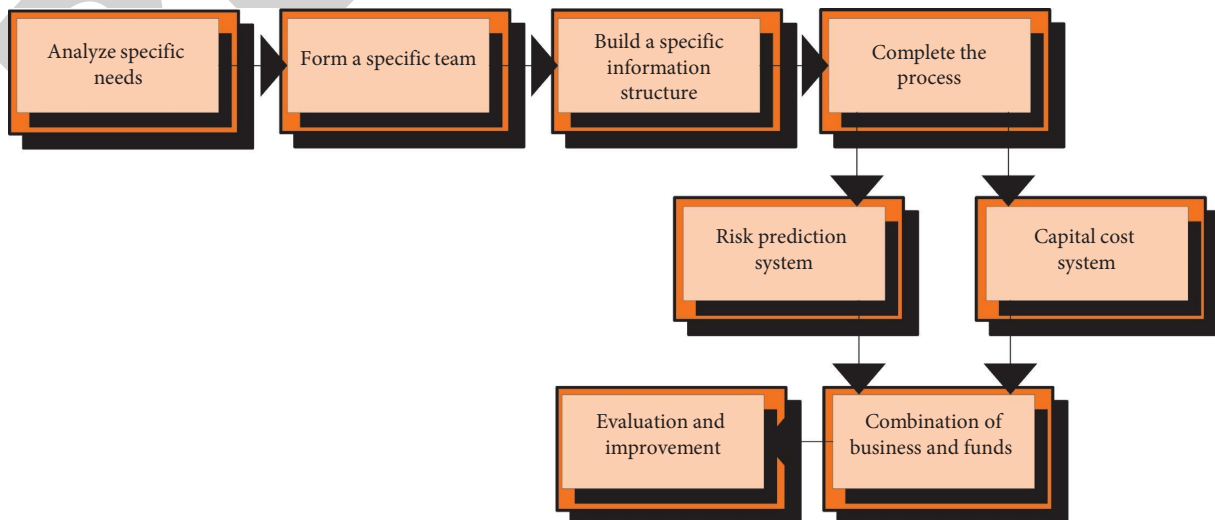 Analyze specific
needs
Form a specific team
Build a specific
information
structure
Complete the
process
Risk prediction
system
Capital cost
system
Evaluation and
improvement
Combination of
business and funds